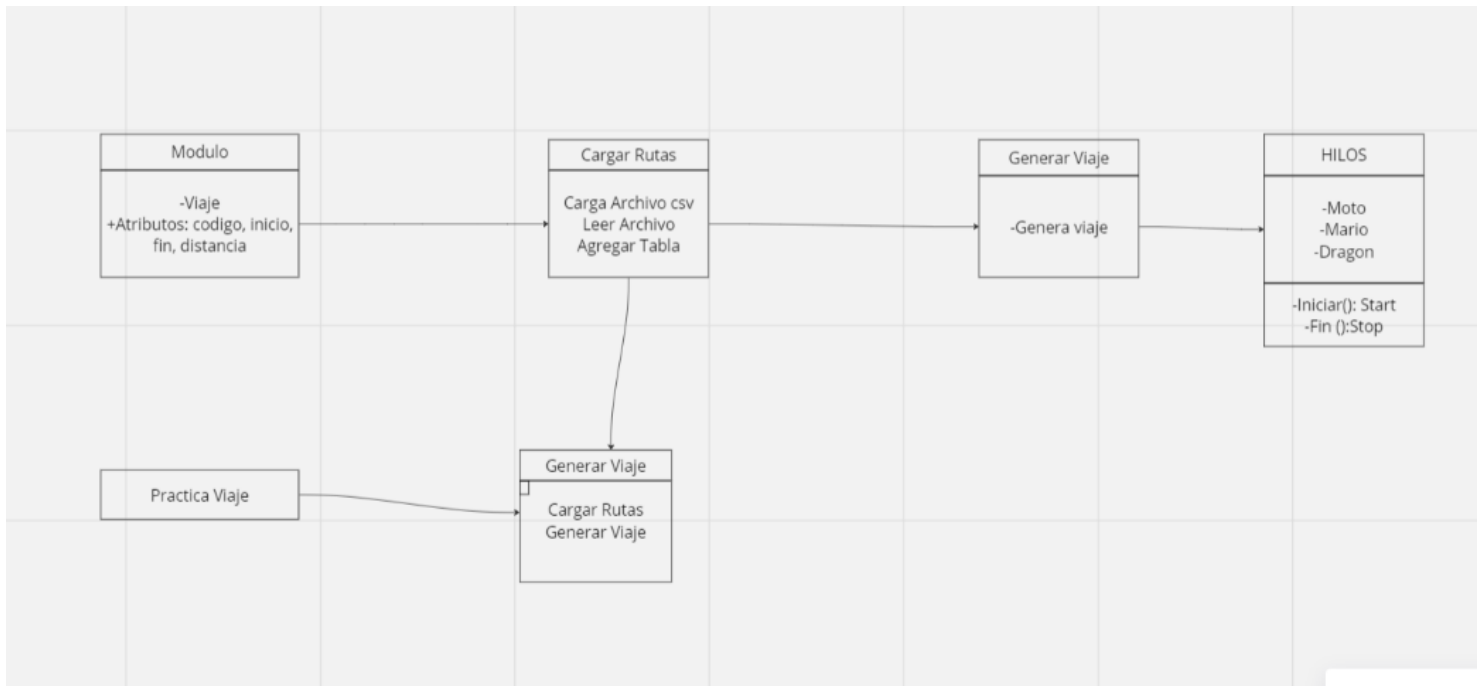 Modulo
-Viaje
+Atributos: codigo, inicio,
fin, distancia
Cargar Rutas
Carga Archivo csv
Leer Archivo
Agregar Tabla
Generar Viaje
-Genera viaje
HILOS
-Moto
-Mario
-Dragon
-Iniciar(): Start
-Fin ():Stop
Practica Viaje
Generar Viaje
Cargar Rutas
Generar Viaje